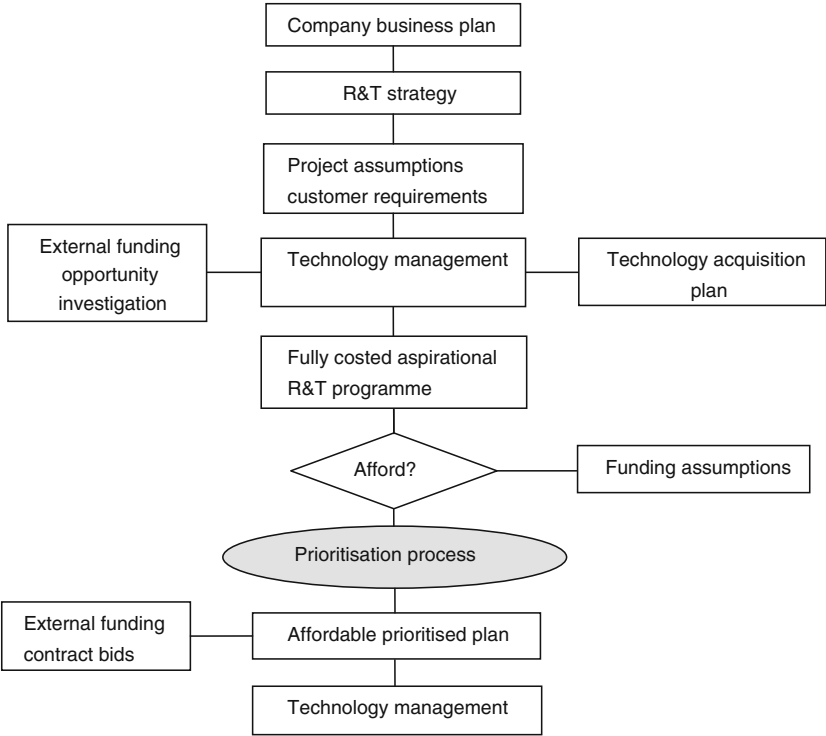 Company business plan
R&T strategy
Project assumptions
customer requirements
External funding
opportunity
investigation
Technology management
Technology acquisition
plan
Fully costed aspirational
R&T programme
Afford?
Funding assumptions
Prioritisation process
External funding
contract bids
Affordable prioritised plan
Technology management